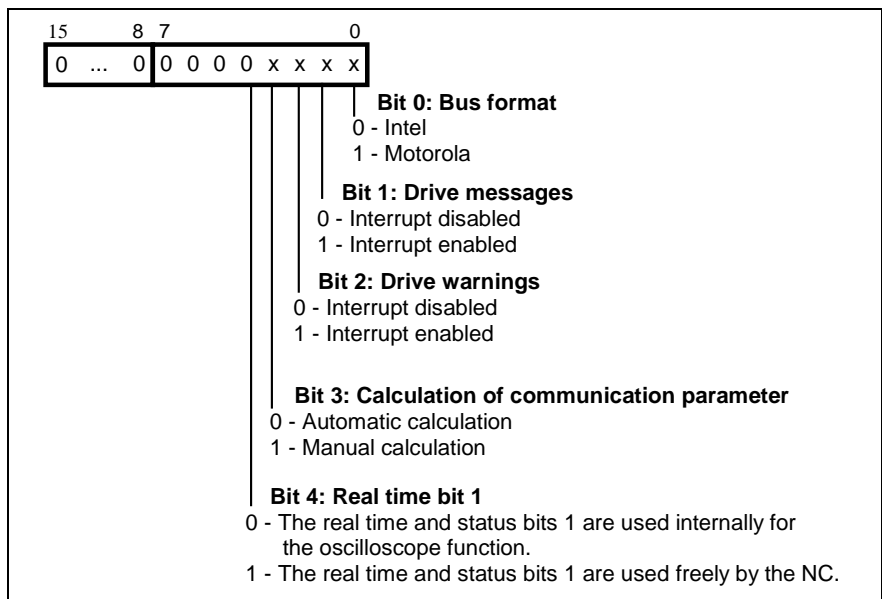 15 8 7 0
0 ... 0 0 0 0 0 x x x x
Bit 0: Bus format
0 - Intel
1 - Motorola
Bit 1: Drive messages
0 - Interrupt disabled
1 - Interrupt enabled
Bit 2: Drive warnings
0 - Interrupt disabled
1 - Interrupt enabled
Bit 3: Calculation of communication parameter
0 - Automatic calculation
1 - Manual calculation
Bit 4: Real time bit 1
0 - The real time and status bits 1 are used internally for
the oscilloscope function.
1 - The real time and status bits 1 are used freely by the NC.